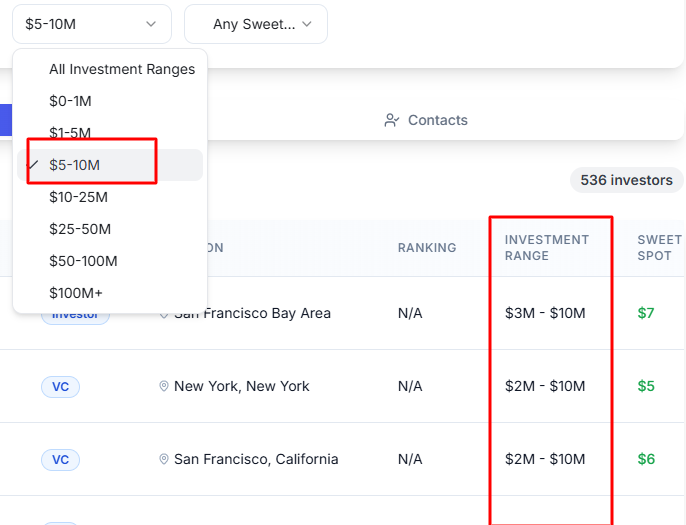 $5-10M
Any Sweet...
All Investment Ranges
$0-1M
$1-5M
$5-10M
$10-25M
$25-50M
$50-100M
$100M+
Contacts
536 investors
ON
RANKING
INVESTMENT
RANGE
SWEET
SPOT
Investor
San Francisco Bay Area
N/A
$3M - $10M
$7
VC
New York, New York
N/A
$2M - $10M
$5
VC
San Francisco, California
N/A
$2M - $10M
$6